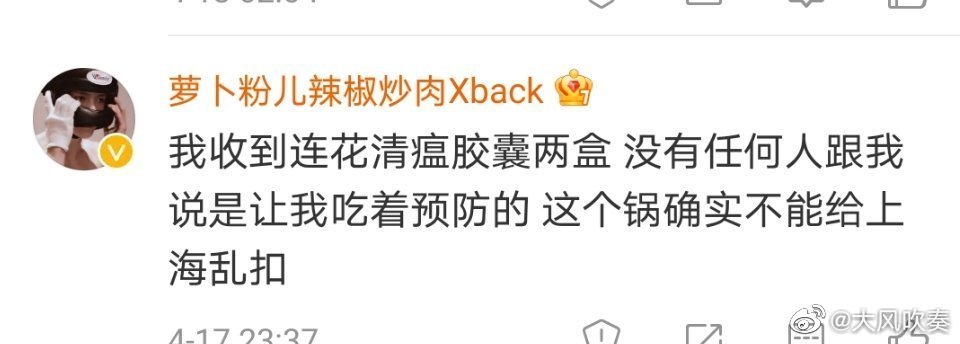 萝卜粉儿辣椒炒肉Xback
我收到连花清瘟胶囊两盒 没有任何人跟我
说是让我吃着预防的 这个锅确实不能给上
海乱扣
4-17 23:37
@大风吹奏